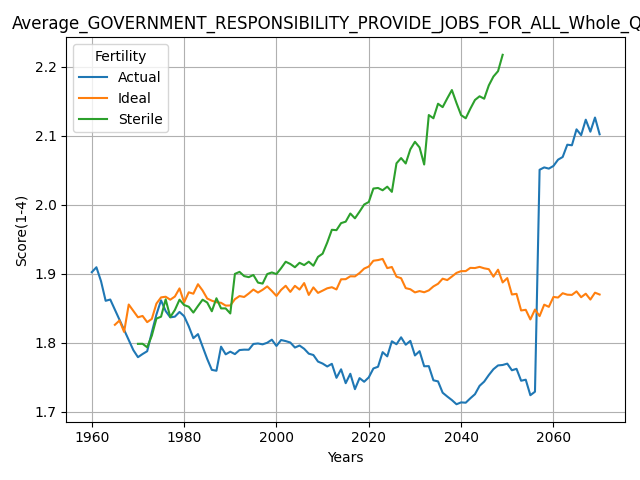 Average_GOVERNMENT_RESPONSIBILITY_PROVIDE_JOBS_FOR_ALL_Whole_Q
Fertility
Actual
Ideal
Sterile
Score(1-4)
2.2
2.1
2.0
1.9
1.8
1.7
1960 1980 2000 2020 2040 2060
Years